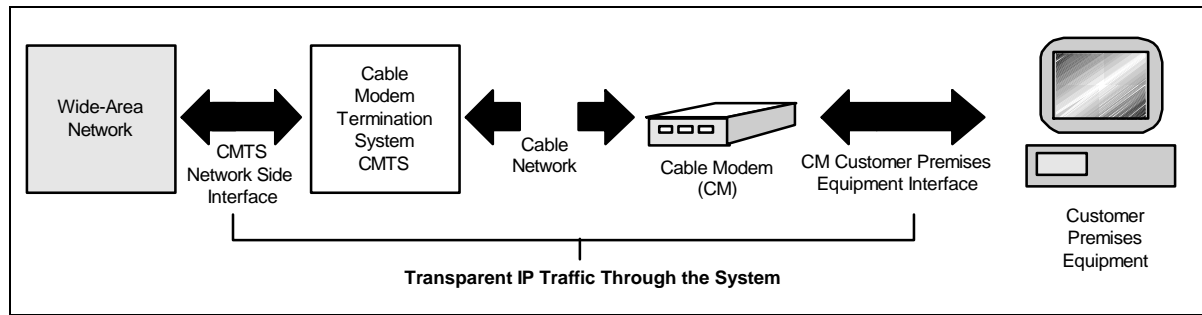 Wide-Area
Network
CMTS
Network Side
Interface
Cable
Modem
Termination
System
CMTS
Cable
Network
Cable Modem
(CM)
CM Customer Premises
Equipment Interface
Customer
Premises
Equipment
Transparent IP Traffic Through the System